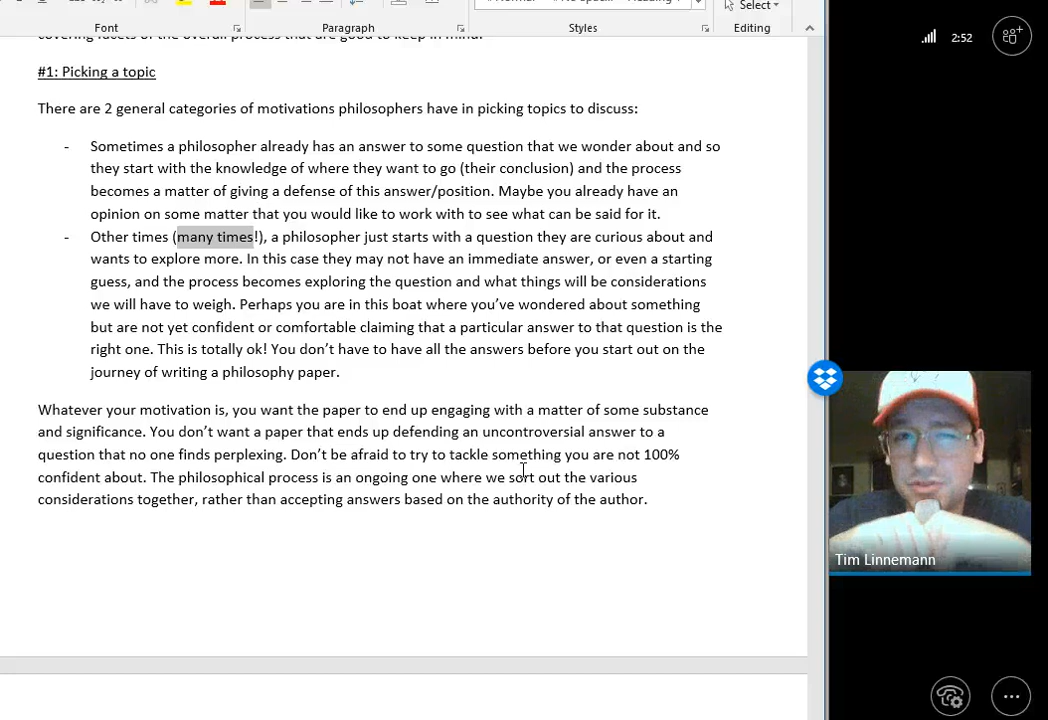 Select
Font
Paragraph
Styles
Editing
2:52
covering facets of the overall process that are good to keep in mind.
#1: Picking a topic
There are 2 general categories of motivations philosophers have in picking topics to discuss:
- Sometimes a philosopher already has an answer to some question that we wonder about and so
they start with the knowledge of where they want to go (their conclusion) and the process
becomes a matter of giving a defense of this answer/position. Maybe you already have an
opinion on some matter that you would like to work with to see what can be said for it.
- Other times (many times!), a philosopher just starts with a question they are curious about and
wants to explore more. In this case they may not have an immediate answer, or even a starting
guess, and the process becomes exploring the question and what things will be considerations
we will have to weigh. Perhaps you are in this boat where you've wondered about something
but are not yet confident or comfortable claiming that a particular answer to that question is the
right one. This is totally ok! You don't have to have all the answers before you start out on the
journey of writing a philosophy paper.
Whatever your motivation is, you want the paper to end up engaging with a matter of some substance
and significance. You don't want a paper that ends up defending an uncontroversial answer to a
question that no one finds perplexing. Don't be afraid to try to tackle something you are not 100%
confident about. The philosophical process is an ongoing one where we sort out the various
considerations together, rather than accepting answers based on the authority of the author.
Tim Linnemann